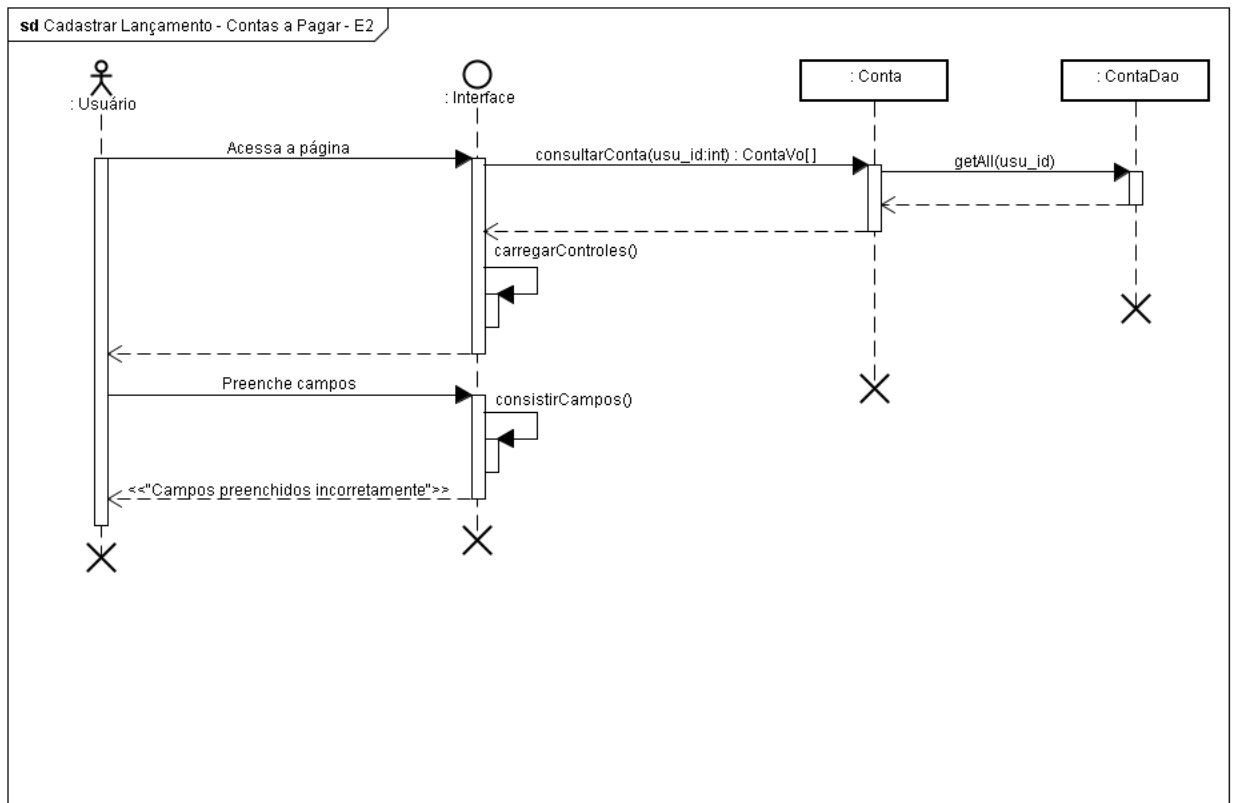 sd Cadastrar Lançamento - Contas a Pagar - E2
: Usuário
: Interface
: Conta
: ContaDao
Acessa a página
consultarConta(usu_id:int) : ContaVo[]
getAll(usu_id)
carregarControles()
Preenche campos
consistirCampos()
<<"Campos preenchidos incorretamente">>